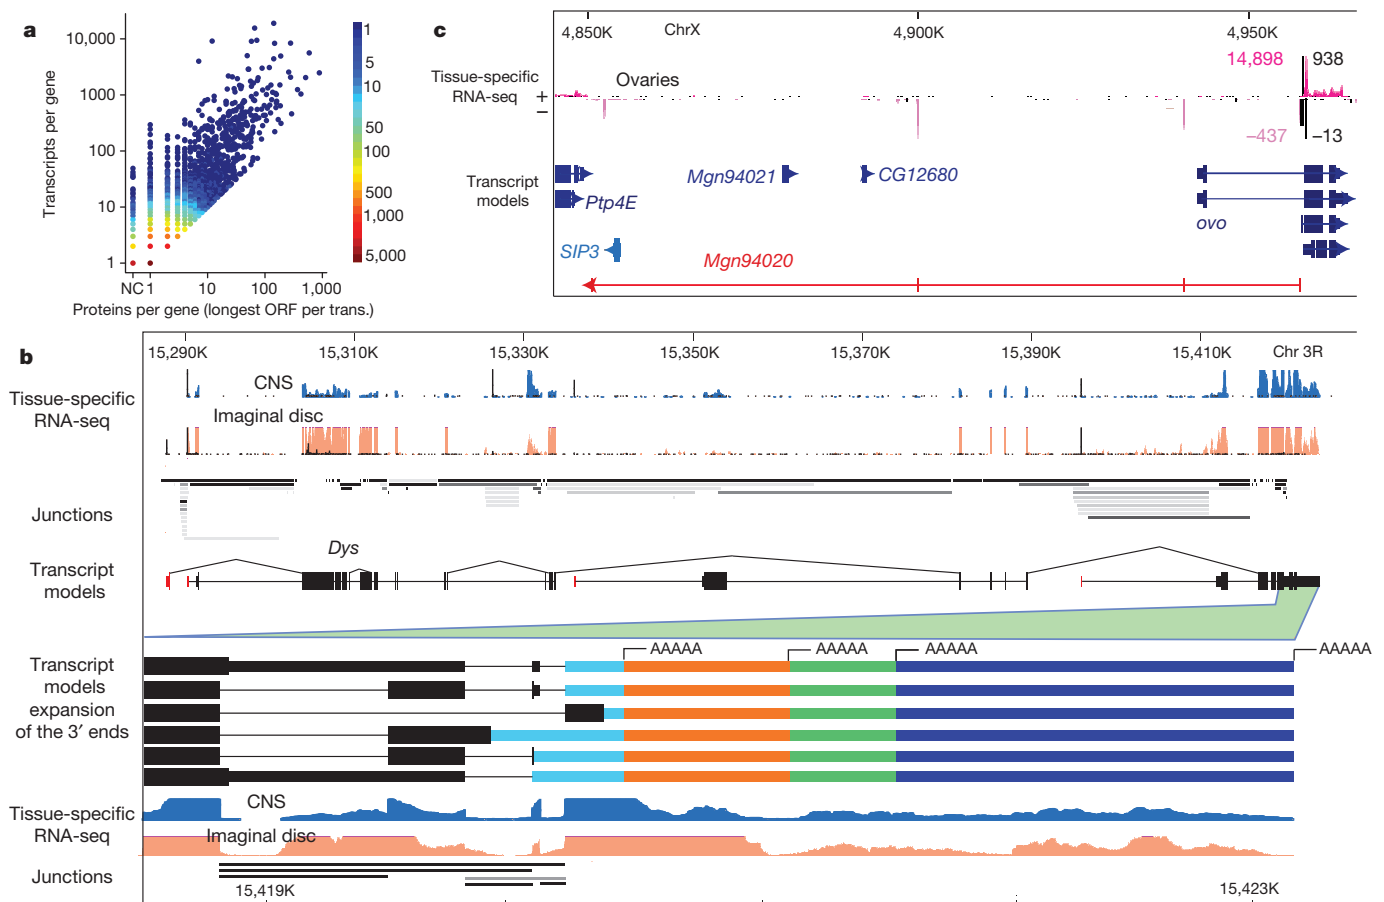 a
Transcripts per gene
10,000
1000
100
10
1
NC 1
10
100
1,000
Proteins per gene (longest ORF per trans.)
1
5
10
50
100
500
1,000
5,000
c
4,850K
ChrX
4,900K
4,950K
Tissue-specific
RNA-seq
+
−
Ovaries
14,898
938
−437
−13
Transcript
models
Mgn94021
CG12680
Ptp4E
ovo
SIP3
Mgn94020
b
15,290K
15,310K
15,330K
15,350K
15,370K
15,390K
15,410K
Chr 3R
Tissue-specific
RNA-seq
CNS
Imaginal disc
Junctions
Dys
Transcript
models
AAAAA
AAAAA
AAAAA
AAAAA
Transcript
models
expansion
of the 3′ ends
Tissue-specific
RNA-seq
CNS
Imaginal disc
Junctions
15,419K
15,423K